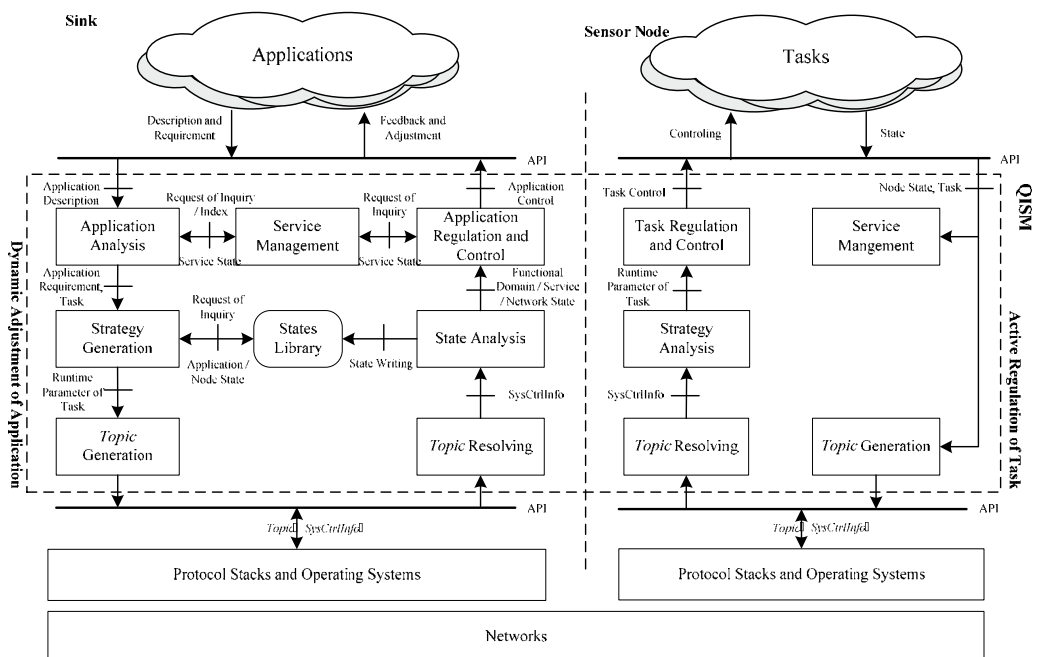 Sink
Sensor Node
Applications
Tasks
Description and
Requirement
Feedback and
Adjustment
Controling
State
API
API
Application
Description
Request of Inquiry
/ Index
Request of
Inquiry
Application
Control
Task Control
Node State, Task
QISM
Application
Analysis
Service
Management
Application
Regulation and
Control
Task Regulation
and Control
Service
Mangement
Service State
Service State
Application
Requirement,
Task
Request of
Inquiry
Functional
Domain / Service
/ Network State
Runtime
Parameter of
Task
Strategy
Generation
States
Library
State Analysis
Strategy
Analysis
Application /
Node State
State Writing
Runtime
Parameter of
Task
SysCtrlInfo
SysCtrlInfo
Topic
Generation
Topic Resolving
Topic Resolving
Topic Generation
Dynamic Adjustment of Application
Active Regulation of Task
API
API
Topic SysCtrlInfo
Topic SysCtrlInfo
Protocol Stacks and Operating Systems
Protocol Stacks and Operating Systems
Networks